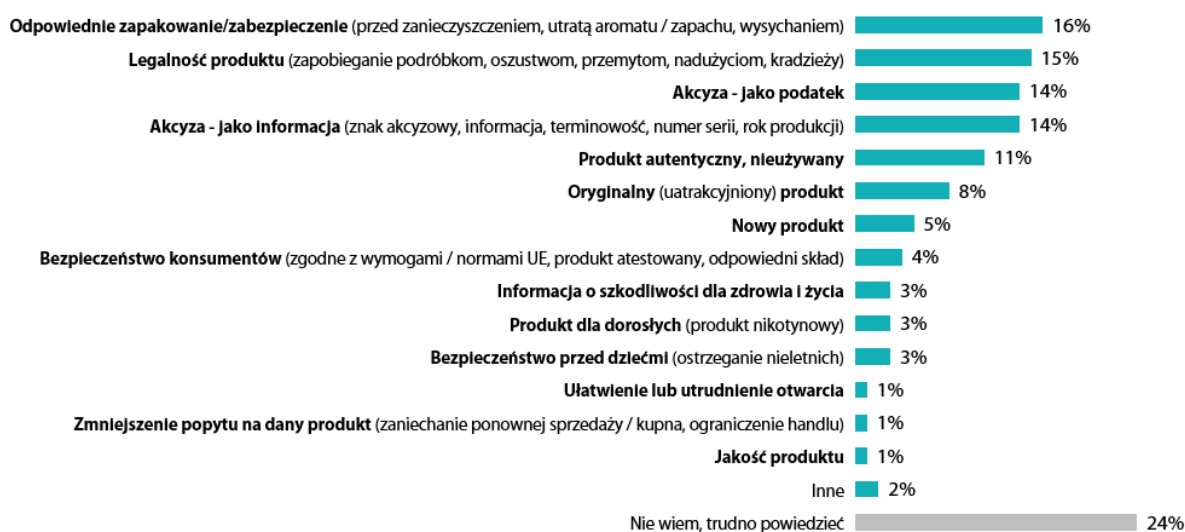 Odpowiednie zapakowanie/zabezpieczenie (przed zanieczyszczeniem, utratą aromatu / zapachu, wysychaniem) 16%
Legalność produktu (zapobieganie podróbkom, oszustwom, przemytom, nadużyciom, kradzieży) 15%
Akcyza - jako podatek 14%
Akcyza - jako informacja (znak akcyzowy, informacja, terminowość, numer serii, rok produkcji) 14%
Produkt autentyczny, nieużywany 11%
Oryginalny (uatrakcyjniony) produkt 8%
Nowy produkt 5%
Bezpieczeństwo konsumentów (zgodne z wymogami / normami UE, produkt atestowany, odpowiedni skład) 4%
Informacja o szkodliwości dla zdrowia i życia 3%
Produkt dla dorosłych (produkt nikotynowy) 3%
Bezpieczeństwo przed dziećmi (ostrzeganie nieletnich) 3%
Ułatwienie lub utrudnienie otwarcia 1%
Zmniejszenie popytu na dany produkt (zaniechanie ponownej sprzedaży / kupna, ograniczenie handlu) 1%
Jakość produktu 1%
Inne 2%
Nie wiem, trudno powiedzieć 24%